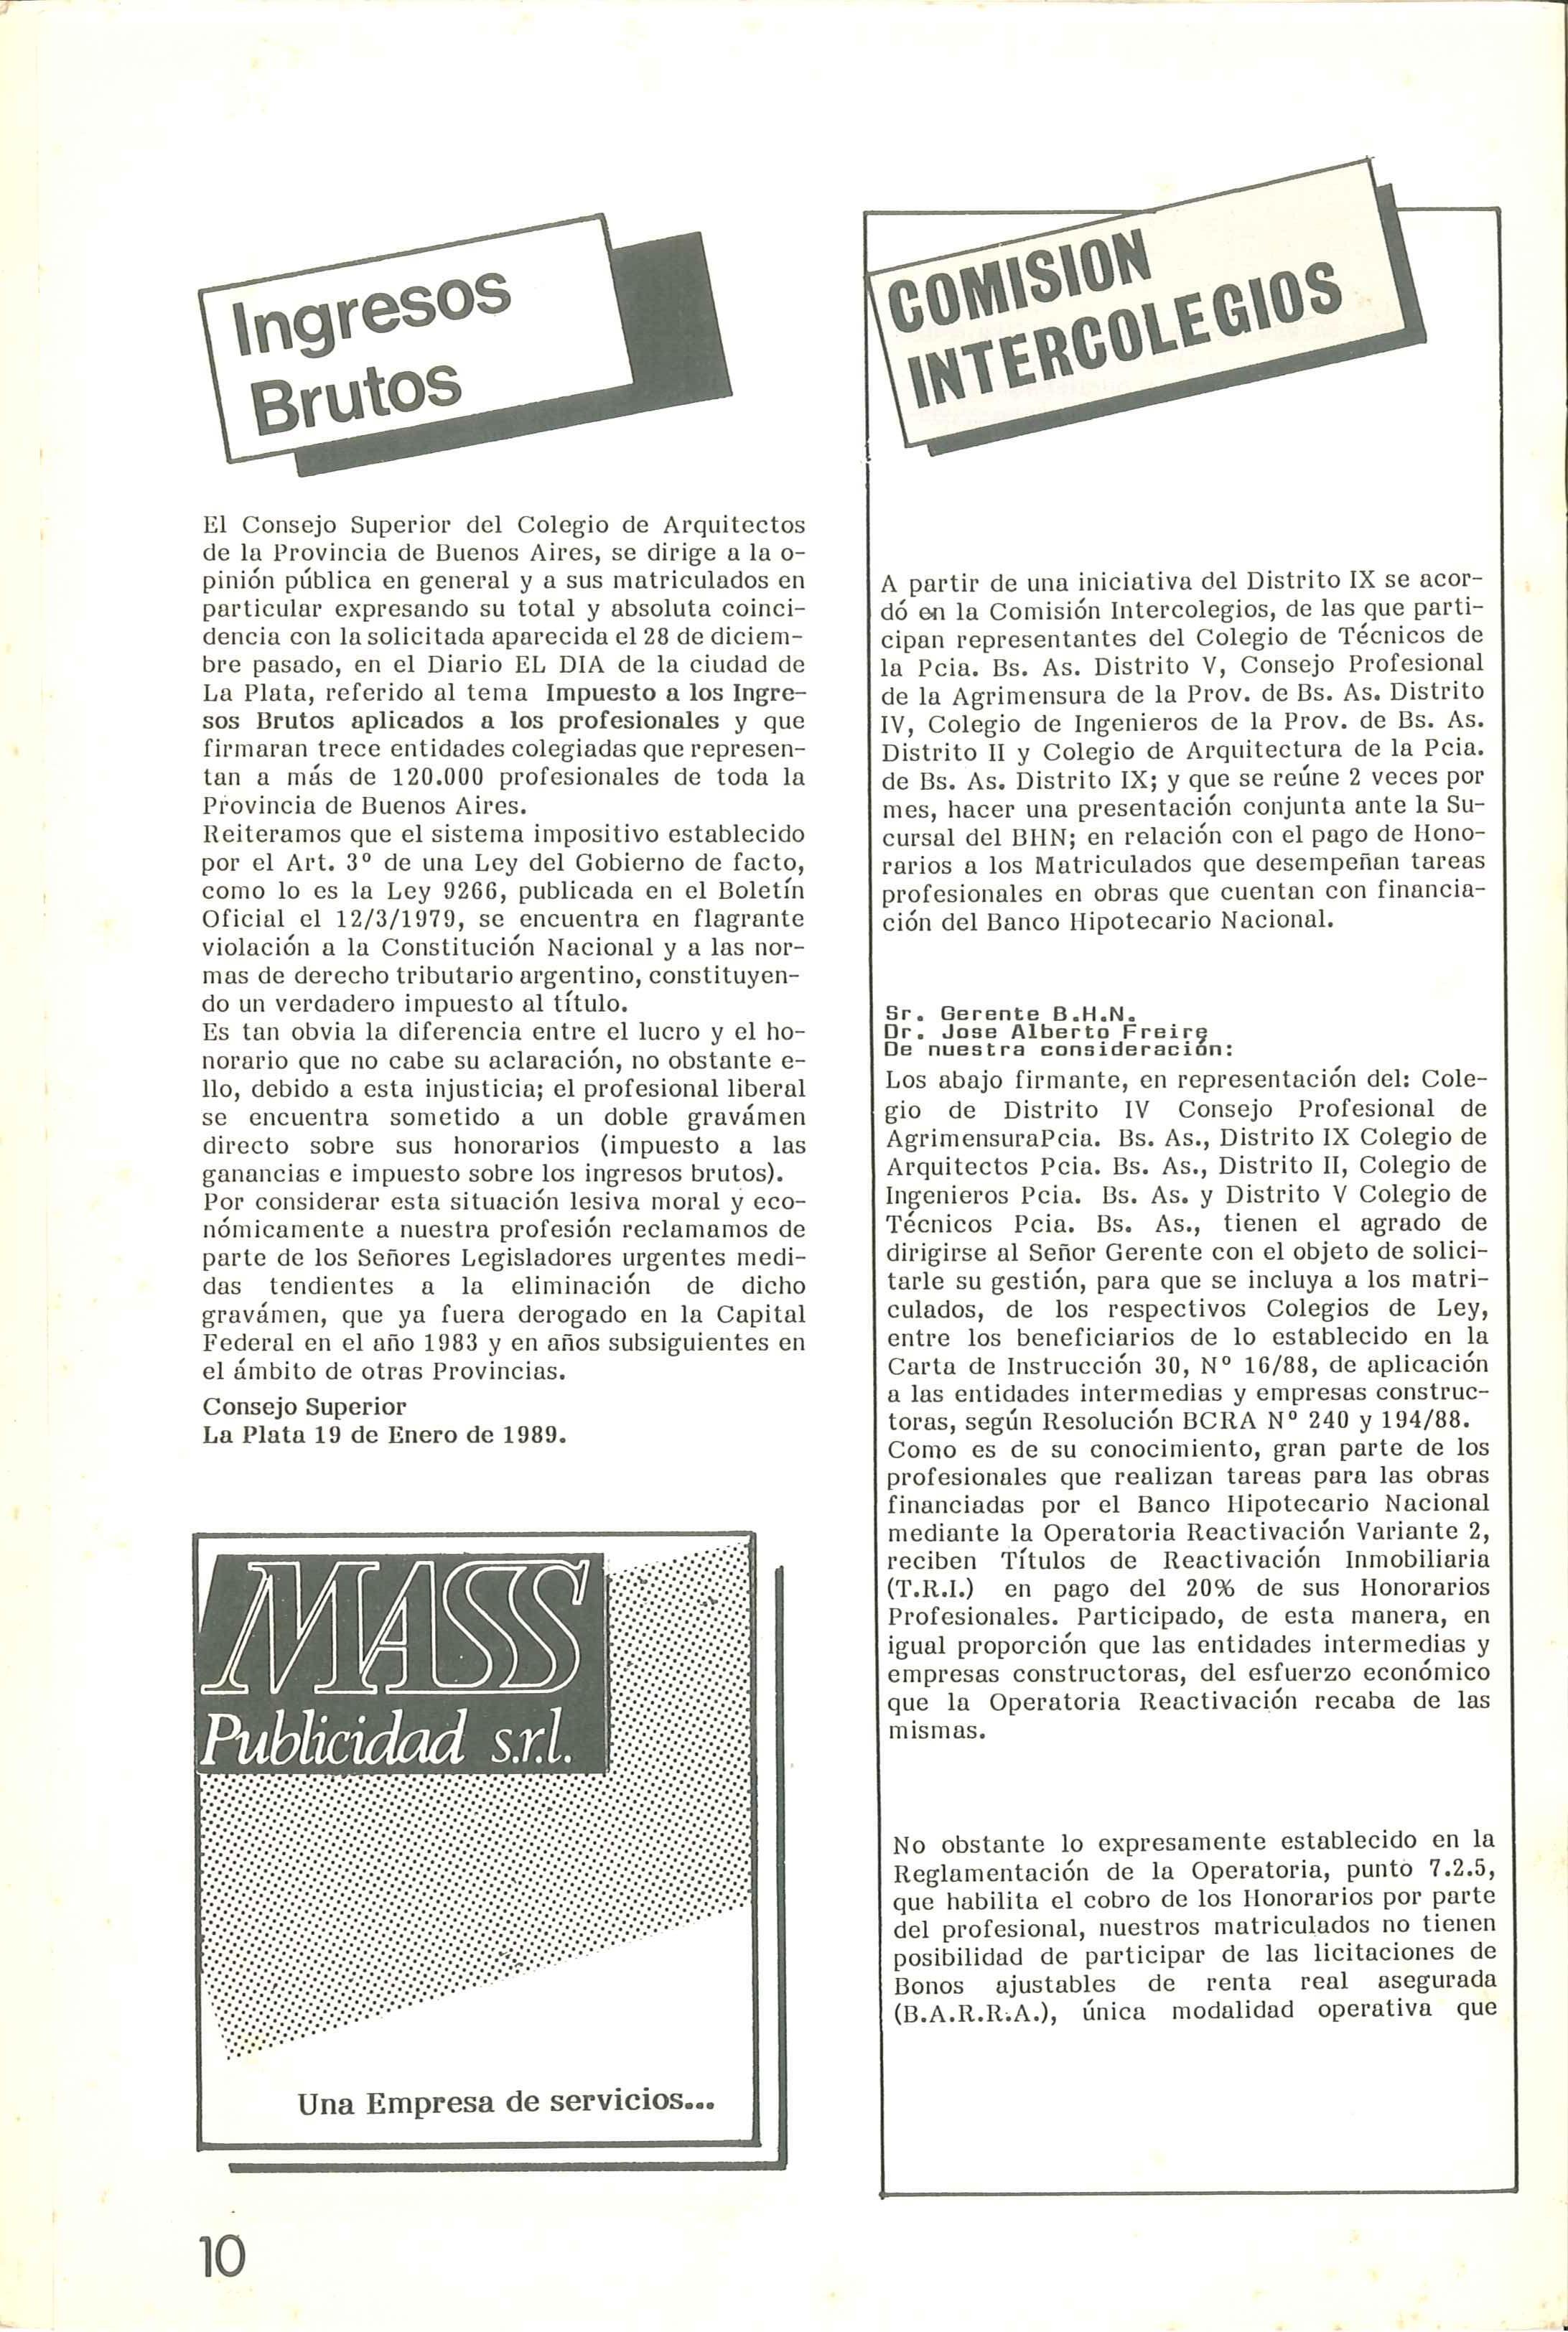 Ingresos
Brutos
El Consejo Superior del Colegio de Arquitectos
de la Provincia de Buenos Aires, se dirige a la o-
pinión pública en general y a sus matriculados en
particular expresando su total y absoluta coinci-
dencia con la solicitada aparecida el 28 de diciem-
bre pasado, en el Diario EL DIA de la ciudad de
La Plata, referido al tema Impuesto a los Ingre-
sos Brutos aplicados a los profesionales y que
firmaran trece entidades colegiadas que represen-
tan a más de 120.000 profesionales de toda la
Provincia de Buenos Aires.
Reiteramos que el sistema impositivo establecido
por el Art. 3º de una Ley del Gobierno de facto,
como lo es la Ley 9266, publicada en el Boletín
Oficial el 12/3/1979, se encuentra en flagrante
violación a la Constitución Nacional y a las nor-
mas de derecho tributario argentino, constituyen-
do un verdadero impuesto al título.
Es tan obvia la diferencia entre el lucro y el ho-
norario que no cabe su aclaración, no obstante e-
llo, debido a esta injusticia; el profesional liberal
se encuentra sometido a un doble gravámen
directo sobre sus honorarios (impuesto a las
ganancias e impuesto sobre los ingresos brutos).
Por considerar esta situación lesiva moral y eco-
nómicamente a nuestra profesión reclamamos de
parte de los Señores Legisladores urgentes medi-
das tendientes a la eliminación de dicho
gravámen, que ya fuera derogado en la Capital
Federal en el año 1983 y en años subsiguientes en
el ámbito de otras Provincias.
Consejo Superior
La Plata 19 de Enero de 1989.
MASS
Publicidad s.r.l.
Una Empresa de servicios...
10
COMISION
INTERCOLEGIOS
A partir de una iniciativa del Distrito IX se acor-
dó en la Comisión Intercolegios, de las que parti-
cipan representantes del Colegio de Técnicos de
la Pcia. Bs. As. Distrito V, Consejo Profesional
de la Agrimensura de la Prov. de Bs. As. Distrito
IV, Colegio de Ingenieros de la Prov. de Bs. As.
Distrito II y Colegio de Arquitectura de la Pcia.
de Bs. As. Distrito IX; y que se reúne 2 veces por
mes, hacer una presentación conjunta ante la Su-
cursal del BHN; en relación con el pago de Hono-
rarios a los Matriculados que desempeñan tareas
profesionales en obras que cuentan con financia-
ción del Banco Hipotecario Nacional.
Sr. Gerente B.H.N.
Dr. Jose Alberto Freire
De nuestra consideración:
Los abajo firmante, en representación del: Cole-
gio de Distrito IV Consejo Profesional de
AgrimensuraPcia. Bs. As., Distrito IX Colegio de
Arquitectos Pcia. Bs. As., Distrito II, Colegio de
Ingenieros Pcia. Bs. As. y Distrito V Colegio de
Técnicos Pcia. Bs. As., tienen el agrado de
dirigirse al Señor Gerente con el objeto de solici-
tarle su gestión, para que se incluya a los matri-
culados, de los respectivos Colegios de Ley,
entre los beneficiarios de lo establecido en la
Carta de Instrucción 30, Nº 16/88, de aplicación
a las entidades intermedias y empresas construc-
toras, según Resolución BCRA Nº 240 y 194/88.
Como es de su conocimiento, gran parte de los
profesionales que realizan tareas para las obras
financiadas por el Banco Hipotecario Nacional
mediante la Operatoria Reactivación Variante 2,
reciben Títulos de Reactivación Inmobiliaria
(T.R.I.) en pago del 20% de sus Honorarios
Profesionales. Participado, de esta manera, en
igual proporción que las entidades intermedias y
empresas constructoras, del esfuerzo económico
que la Operatoria Reactivación recaba de las
mismas.
No obstante lo expresamente establecido en la
Reglamentación de la Operatoria, punto 7.2.5,
que habilita el cobro de los Honorarios por parte
del profesional, nuestros matriculados no tienen
posibilidad de participar de las licitaciones de
Bonos ajustables de renta real asegurada
(B.A.R.R.A.), única modalidad operativa que